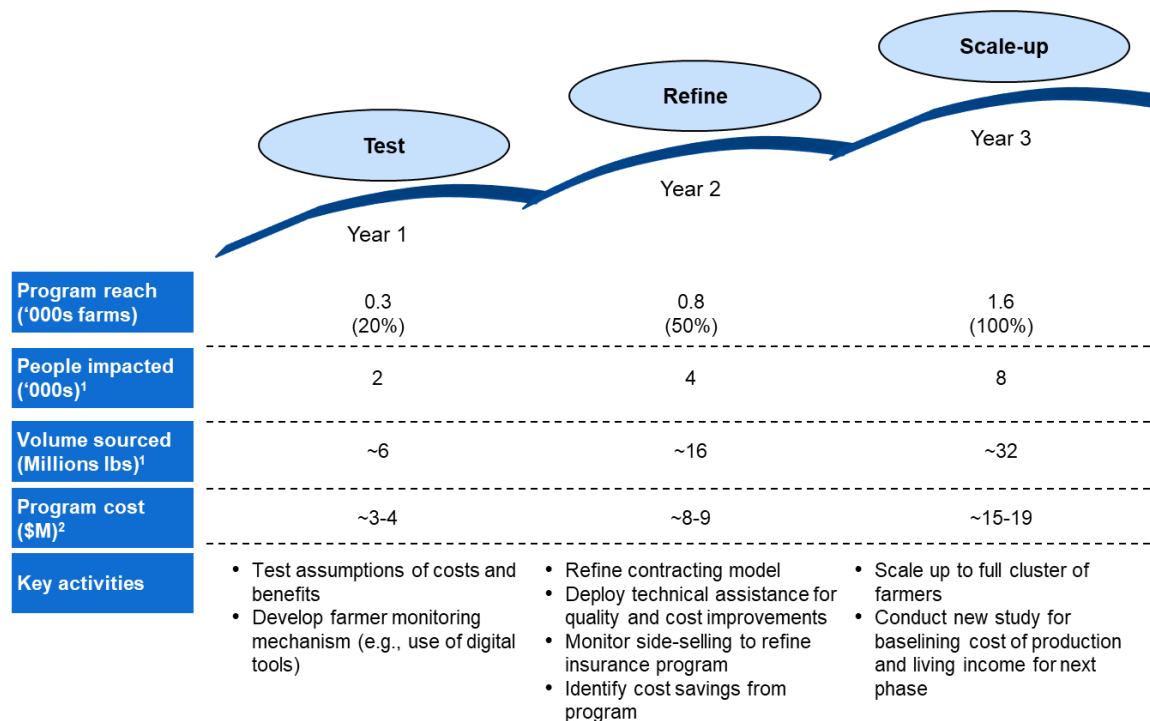 Scale-up
Refine
Test
Year 3
Year 2
Year 1
Program reach
(‘000s farms)
0.3
(20%)
0.8
(50%)
1.6
(100%)
People impacted
(‘000s)¹
2
4
8
Volume sourced
(Millions lbs)¹
~6
~16
~32
Program cost
($M)²
~3-4
~8-9
~15-19
Key activities
• Test assumptions of costs and
benefits
• Develop farmer monitoring
mechanism (e.g., use of digital
tools)
• Refine contracting model
• Deploy technical assistance for
quality and cost improvements
• Monitor side-selling to refine
insurance program
• Identify cost savings from
program
• Scale up to full cluster of
farmers
• Conduct new study for
baselining cost of production
and living income for next
phase